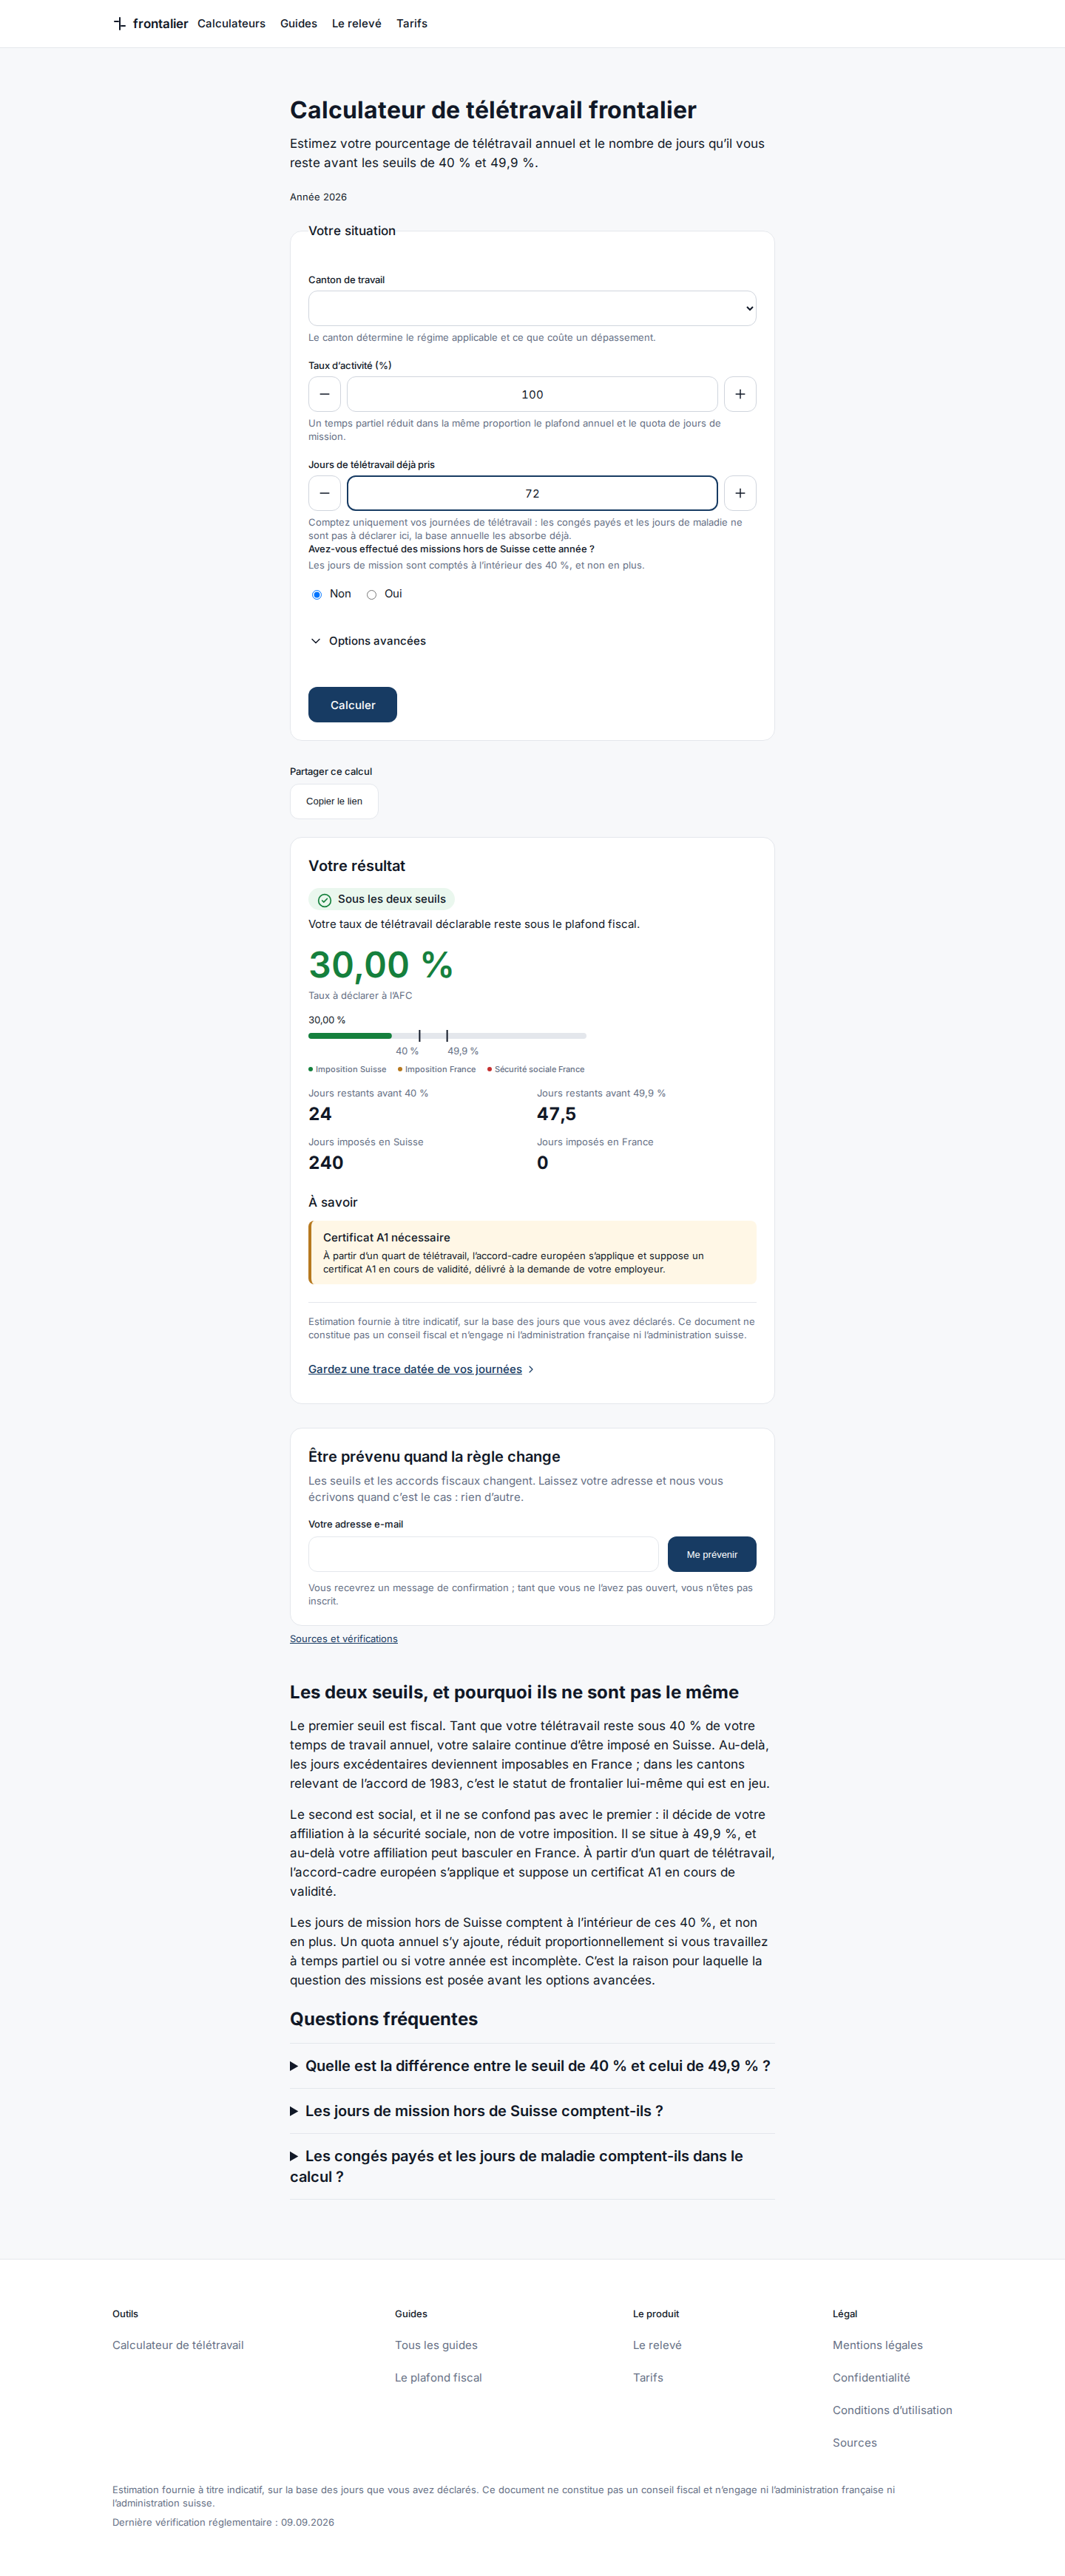 frontalier Calculateurs Guides Le relevé Tarifs
Calculateur de télétravail frontalier
Estimez votre pourcentage de télétravail annuel et le nombre de jours qu’il vous
reste avant les seuils de 40 % et 49,9 %.
Année 2026
Votre situation
Canton de travail
Le canton détermine le régime applicable et ce que coûte un dépassement.
Taux d’activité (%)
100
Un temps partiel réduit dans la même proportion le plafond annuel et le quota de jours de
mission.
Jours de télétravail déjà pris
72
Comptez uniquement vos journées de télétravail : les congés payés et les jours de maladie ne
sont pas à déclarer ici, la base annuelle les absorbe déjà.
Avez-vous effectué des missions hors de Suisse cette année ?
Les jours de mission sont comptés à l’intérieur des 40 %, et non en plus.
Non Oui
Options avancées
Calculer
Partager ce calcul
Copier le lien
Votre résultat
Sous les deux seuils
Votre taux de télétravail déclarable reste sous le plafond fiscal.
30,00 %
Taux à déclarer à l’AFC
30,00 %
40 % 49,9 %
Imposition Suisse Imposition France Sécurité sociale France
Jours restants avant 40 % Jours restants avant 49,9 %
24 47,5
Jours imposés en Suisse Jours imposés en France
240 0
À savoir
Certificat A1 nécessaire
À partir d’un quart de télétravail, l’accord-cadre européen s’applique et suppose un
certificat A1 en cours de validité, délivré à la demande de votre employeur.
Estimation fournie à titre indicatif, sur la base des jours que vous avez déclarés. Ce document ne
constitue pas un conseil fiscal et n’engage ni l’administration française ni l’administration suisse.
Gardez une trace datée de vos journées
Être prévenu quand la règle change
Les seuils et les accords fiscaux changent. Laissez votre adresse et nous vous
écrivons quand c’est le cas : rien d’autre.
Votre adresse e-mail
Me prévenir
Vous recevrez un message de confirmation ; tant que vous ne l’avez pas ouvert, vous n’êtes pas
inscrit.
Sources et vérifications
Les deux seuils, et pourquoi ils ne sont pas le même
Le premier seuil est fiscal. Tant que votre télétravail reste sous 40 % de votre
temps de travail annuel, votre salaire continue d’être imposé en Suisse. Au-delà,
les jours excédentaires deviennent imposables en France ; dans les cantons
relevant de l’accord de 1983, c’est le statut de frontalier lui-même qui est en jeu.
Le second est social, et il ne se confond pas avec le premier : il décide de votre
affiliation à la sécurité sociale, non de votre imposition. Il se situe à 49,9 %, et
au-delà votre affiliation peut basculer en France. À partir d’un quart de télétravail,
l’accord-cadre européen s’applique et suppose un certificat A1 en cours de
validité.
Les jours de mission hors de Suisse comptent à l’intérieur de ces 40 %, et non
en plus. Un quota annuel s’y ajoute, réduit proportionnellement si vous travaillez
à temps partiel ou si votre année est incomplète. C’est la raison pour laquelle la
question des missions est posée avant les options avancées.
Questions fréquentes
Quelle est la différence entre le seuil de 40 % et celui de 49,9 % ?
Les jours de mission hors de Suisse comptent-ils ?
Les congés payés et les jours de maladie comptent-ils dans le
calcul ?
Outils Guides Le produit Légal
Calculateur de télétravail Tous les guides Le relevé Mentions légales
Le plafond fiscal Tarifs Confidentialité
Conditions d’utilisation
Sources
Estimation fournie à titre indicatif, sur la base des jours que vous avez déclarés. Ce document ne constitue pas un conseil fiscal et n’engage ni l’administration française ni
l’administration suisse.
Dernière vérification réglementaire : 09.09.2026